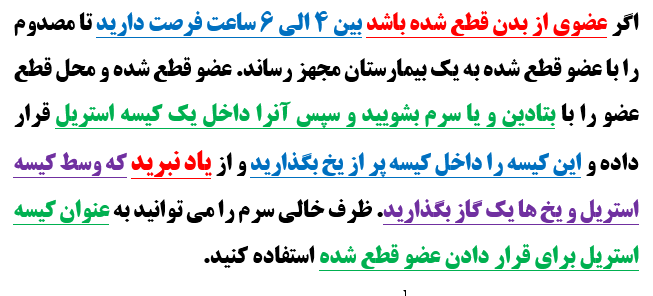 اگر عضوی از بدن قطع شده باشد بین ۴ الی ۶ ساعت فرصت دارید تا مصدوم
را با عضو قطع شده به یک بیمارستان مجهز رساند. عضو قطع شده و محل قطع
عضو را با بتادین و یا سرم بشویید و سپس آنرا داخل یک کیسه استریل قرار
داده و این کیسه را داخل کیسه پر از یخ بگذارید و از یاد نبرید که وسط کیسه
استریل و یخ ها یک گاز بگذارید. ظرف خالی سرم را می توانید به عنوان کیسه
استریل برای قرار دادن عضو قطع شده استفاده کنید.